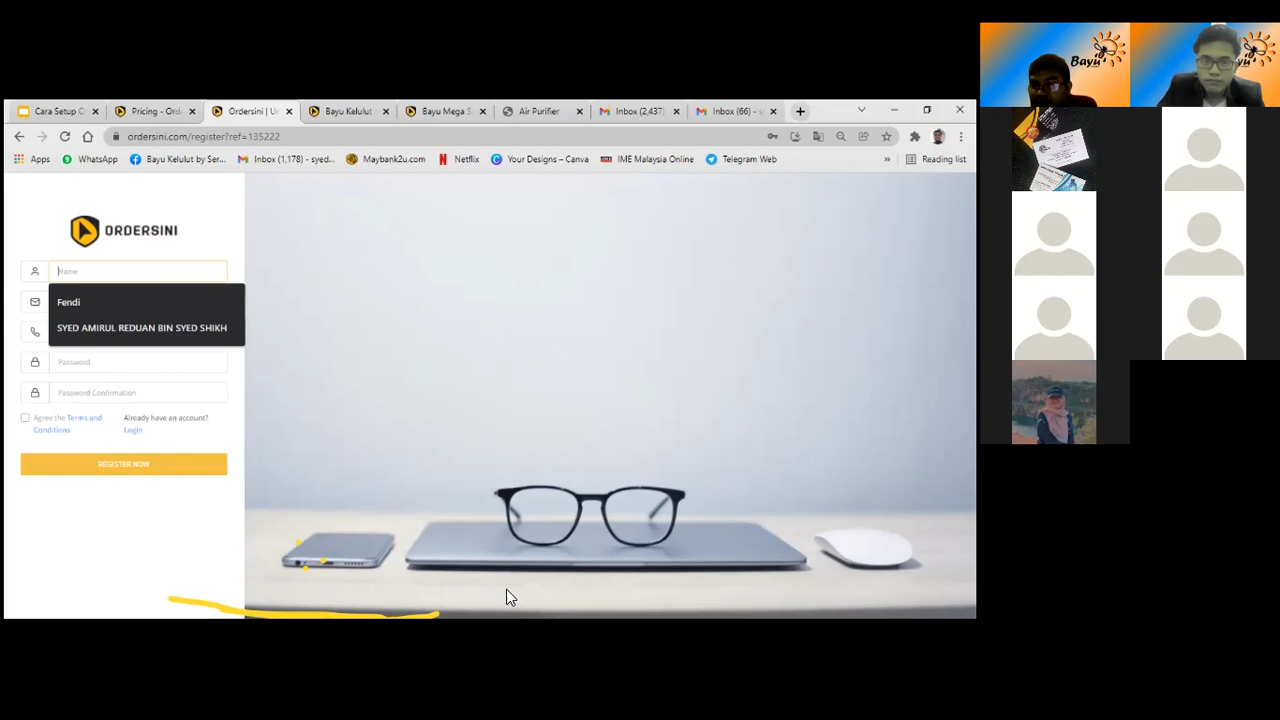 Cara Setup O
Pricing - Orde
Ordersini | Ur
Bayu Kelulut
Bayu Mega S
Air Purifier
Inbox (2,437)
Inbox (66) - s
ordersini.com/register?ref=135222
Apps
WhatsApp
Bayu Kelulut by Ser...
Inbox (1,178) - syed...
Maybank2u.com
Netflix
Your Designes – Canva
IME Malaysia Online
Telegram Web
»
Reading list
ORDERSINI
Name
Fendi
SYED AMIRUL REDUAN BIN SYED SHIKH
Password
Password Confirmation
Agree the Terms and Conditions
Already have an account? Login
REGISTER NOW
Bayu